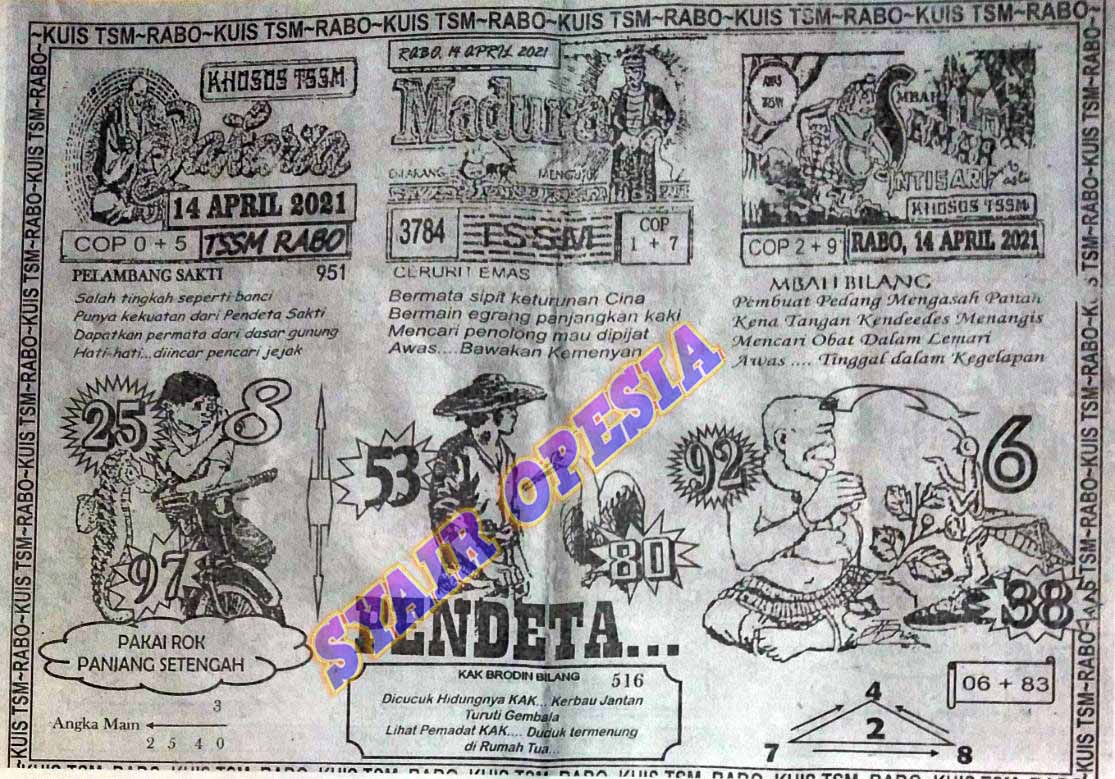 ~KUIS TSM~RABO~KUIS TSM~RABO~KUIS TSM~RABO~KUIS TSM~RABO~KUIS TSM~RABO~KUIS TSM~RABO~
KHUSUS TSSM
14 APRIL 2021
COP 0 + 5
TSSM RABO
PELAMBANG SAKTI 951
Salah tingkah seperti banci
Punya kekuatan dari Pendeta Sakti
Dapatkan permata dari dasar gunung
Hati-hati...diincar pencari jejak
25
8
97
PAKAI ROK
PANJANG SETENGAH
3
Angka Main
2 5 4 0
RABO, 14 APRIL 2021
Madura
3784
TSSM
COP
1 + 7
CERURIT EMAS
Bermata sipit keturunan Cina
Bermain egrang panjangkan kaki
Mencari penolong mau dipijat
Awas....Bawakan Kemenyan
53
80
PENDETA...
KAK BRODIN BILANG 516
Dicucuk Hidungnya KAK... Kerbau Jantan
Turuti Gembala
Lihat Pemadat KAK.... Duduk termenung
di Rumah Tua...
MBAH
INTISARI
KHUSUS TSSM
COP 2 + 9
RABO, 14 APRIL 2021
MBAH BILANG
Pembuat Pedang Mengasah Panah
Kena Tangan Kendeedes Menangis
Mencari Obat Dalam Lemari
Awas .... Tinggal dalam Kegelapan
92
6
38
06 + 83
4
2
7
8
SYAIR OPESIA